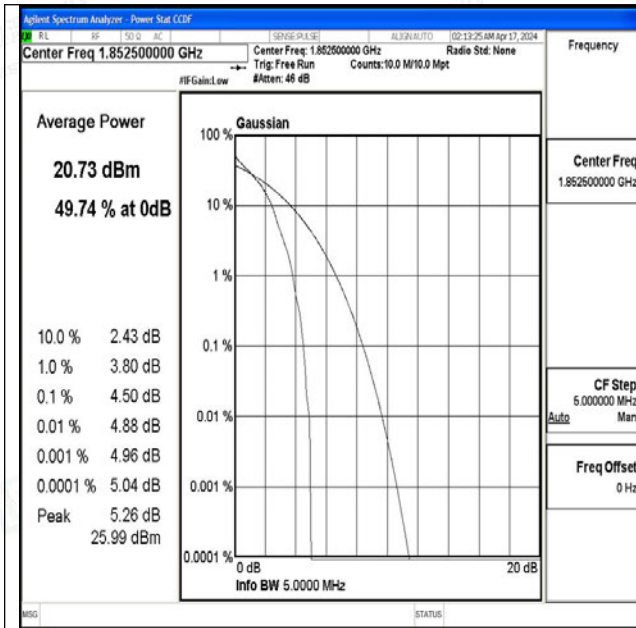 Agilent Spectrum Analyzer - Power Stat CCDF
RL RF 50 Ω AC SENSE:PULSE ALIGNAUTO 02:13:25 AM Apr 17, 2024
Center Freq 1.852500000 GHz
Center Freq: 1.852500000 GHz Radio Std: None
Trig: Free Run Counts:10.0 M/10.0 Mpt
#IFGain:Low #Atten: 46 dB
Frequency
Average Power
20.73 dBm
49.74 % at 0dB
10.0 % 2.43 dB
1.0 % 3.80 dB
0.1 % 4.50 dB
0.01 % 4.88 dB
0.001 % 4.96 dB
0.0001 % 5.04 dB
Peak 5.26 dB
25.99 dBm
Gaussian
100 %
10 %
1 %
0.1 %
0.01 %
0.001 %
0.0001 %
0 dB 20 dB
Info BW 5.0000 MHz
Center Freq
1.852500000 GHz
CF Step
5.000000 MHz
Auto Man
Freq Offset
0 Hz
MSG STATUS